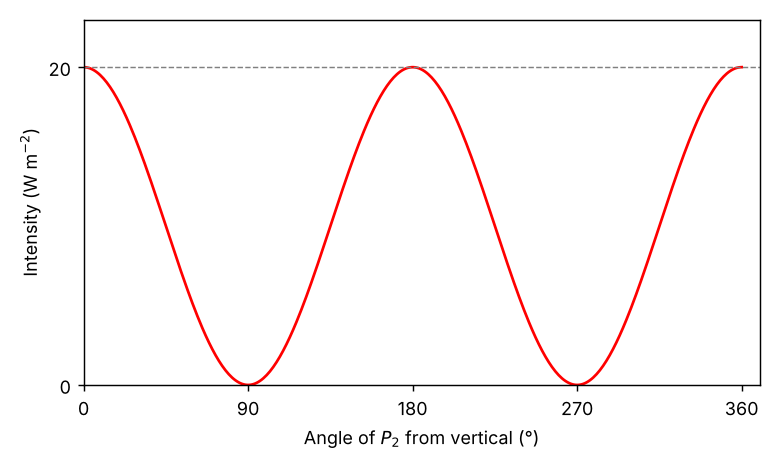 20
0
0 90 180 270 360
Intensity (W m⁻²)
Angle of P₂ from vertical (°)